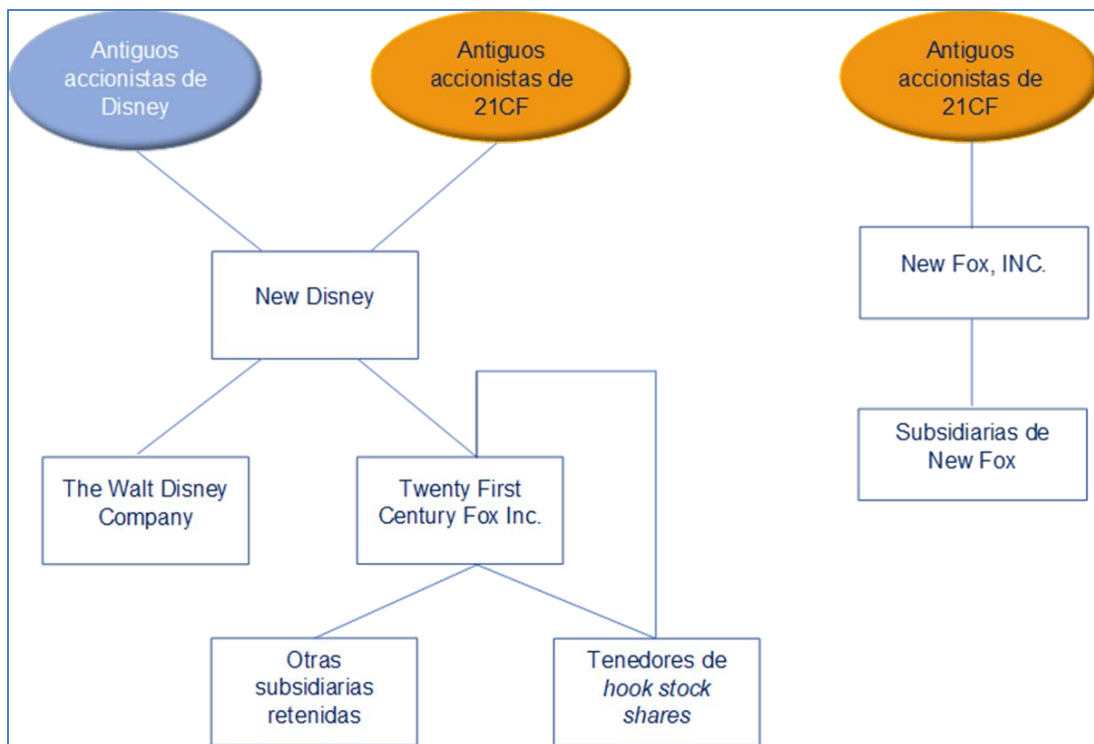 Antiguos
accionistas de
Disney
Antiguos
accionistas de
21CF
Antiguos
accionistas de
21CF
New Disney
New Fox, INC.
The Walt Disney
Company
Twenty First
Century Fox Inc.
Subsidiarias de
New Fox
Otras
subsidiarias
retenidas
Tenedores de
hook stock
shares